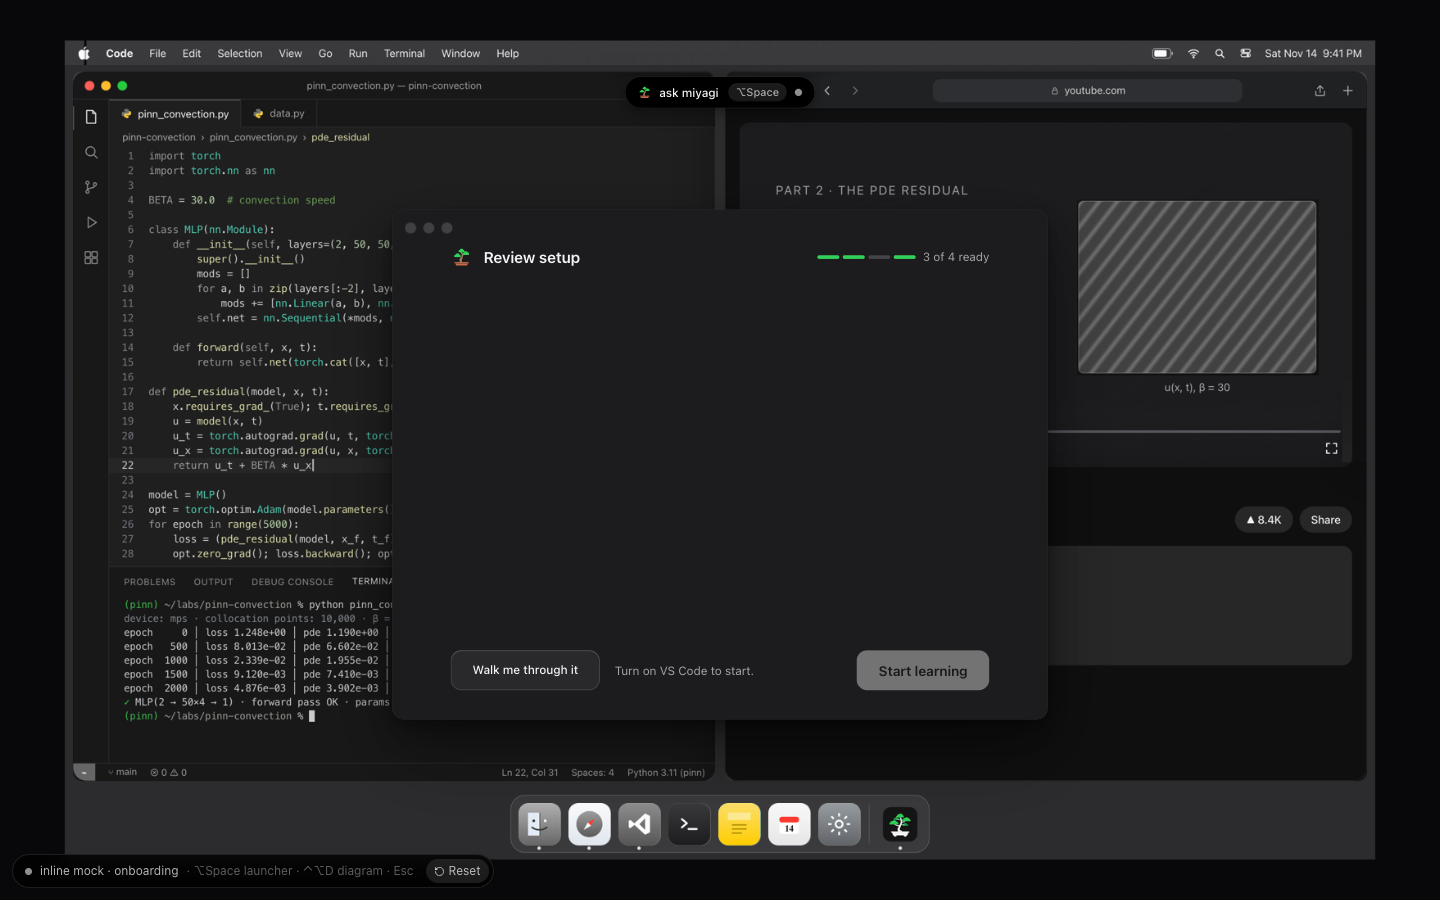 Code File Edit Selection View Go Run Terminal Window Help
Sat Nov 14 9:41 PM
pinn_convection.py — pinn-convection
ask miyagi ⌥Space
youtube.com
pinn_convection.py data.py
pinn-convection › pinn_convection.py › pde_residual
1 import torch
2 import torch.nn as nn
3
4 BETA = 30.0 # convection speed
5
6 class MLP(nn.Module):
7 def __init__(self, layers=(2, 50, 50,
8 super().__init__()
9 mods = []
10 for a, b in zip(layers[:-2],
11 mods += [nn.Linear(a, b), nn.
12 self.net = nn.Sequential(*mods,
13
14 def forward(self, x, t):
15 return self.net(torch.cat([x, t]
16
17 def pde_residual(model, x, t):
18 x.requires_grad_(True); t.requires_
19 u = model(x, t)
20 u_t = torch.autograd.grad(u, t,
21 u_x = torch.autograd.grad(u, x,
22 return u_t + BETA * u_x
23
24 model = MLP()
25 opt = torch.optim.Adam(model.parameters(
26 for epoch in range(5000):
27 loss = (pde_residual(model, x_f, t_f
28 opt.zero_grad(); loss.backward();
PROBLEMS OUTPUT DEBUG CONSOLE
(pinn) ~/labs/pinn-convection % python
device: mps · collocation points: 10,000 · β =
epoch 0 | loss 1.248e+00 | pde 1.190e+00 |
epoch 500 | loss 8.013e-02 | pde 6.602e-02 |
epoch 1000 | loss 2.339e-02 | pde 1.955e-02 |
epoch 1500 | loss 9.120e-03 | pde 7.410e-03 |
epoch 2000 | loss 4.876e-03 | pde 3.902e-03 |
✓ MLP(2 → 50×4 → 1) · forward pass OK · params
(pinn) ~/labs/pinn-convection %
main 0 0 Ln 22, Col 31 Spaces: 4 Python 3.11 (pinn)
PART 2 · THE PDE RESIDUAL
u(x, t), β = 30
▲ 8.4K Share
Review setup
3 of 4 ready
Walk me through it
Turn on VS Code to start.
Start learning
14
inline mock · onboarding · ⌥Space launcher · ⌃⌥D diagram · Esc Reset